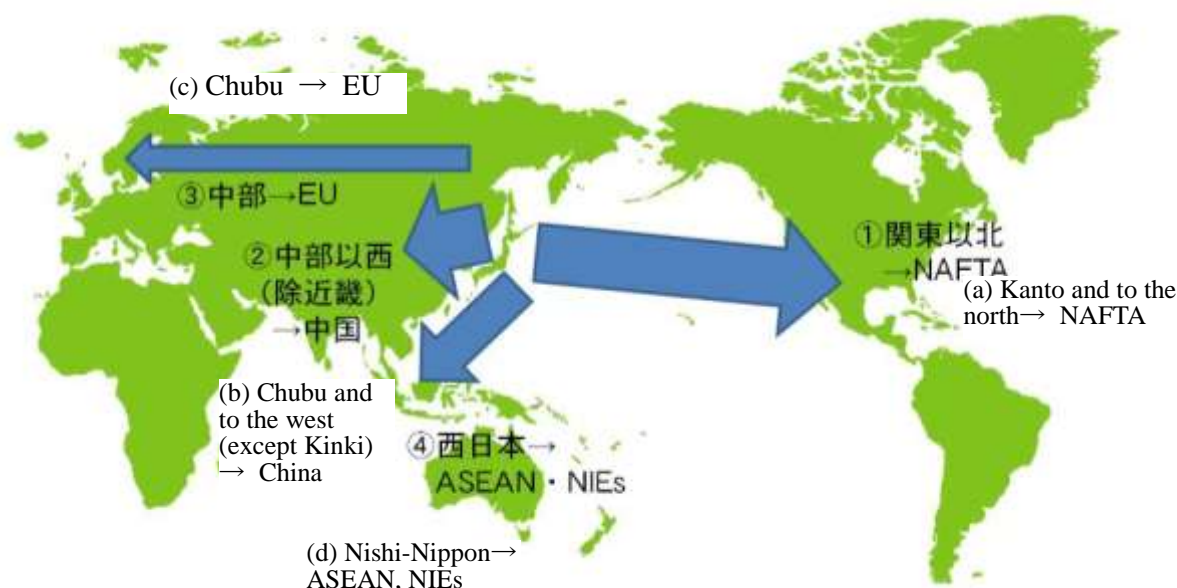 (c) Chubu → EU
③中部→EU
②中部以西
(除近畿)
→中国
①関東以北
→NAFTA
(a) Kanto and to the
north→ NAFTA
(b) Chubu and
to the west
(except Kinki)
→ China
④西日本→
ASEAN・NIEs
(d) Nishi-Nippon→
ASEAN, NIEs